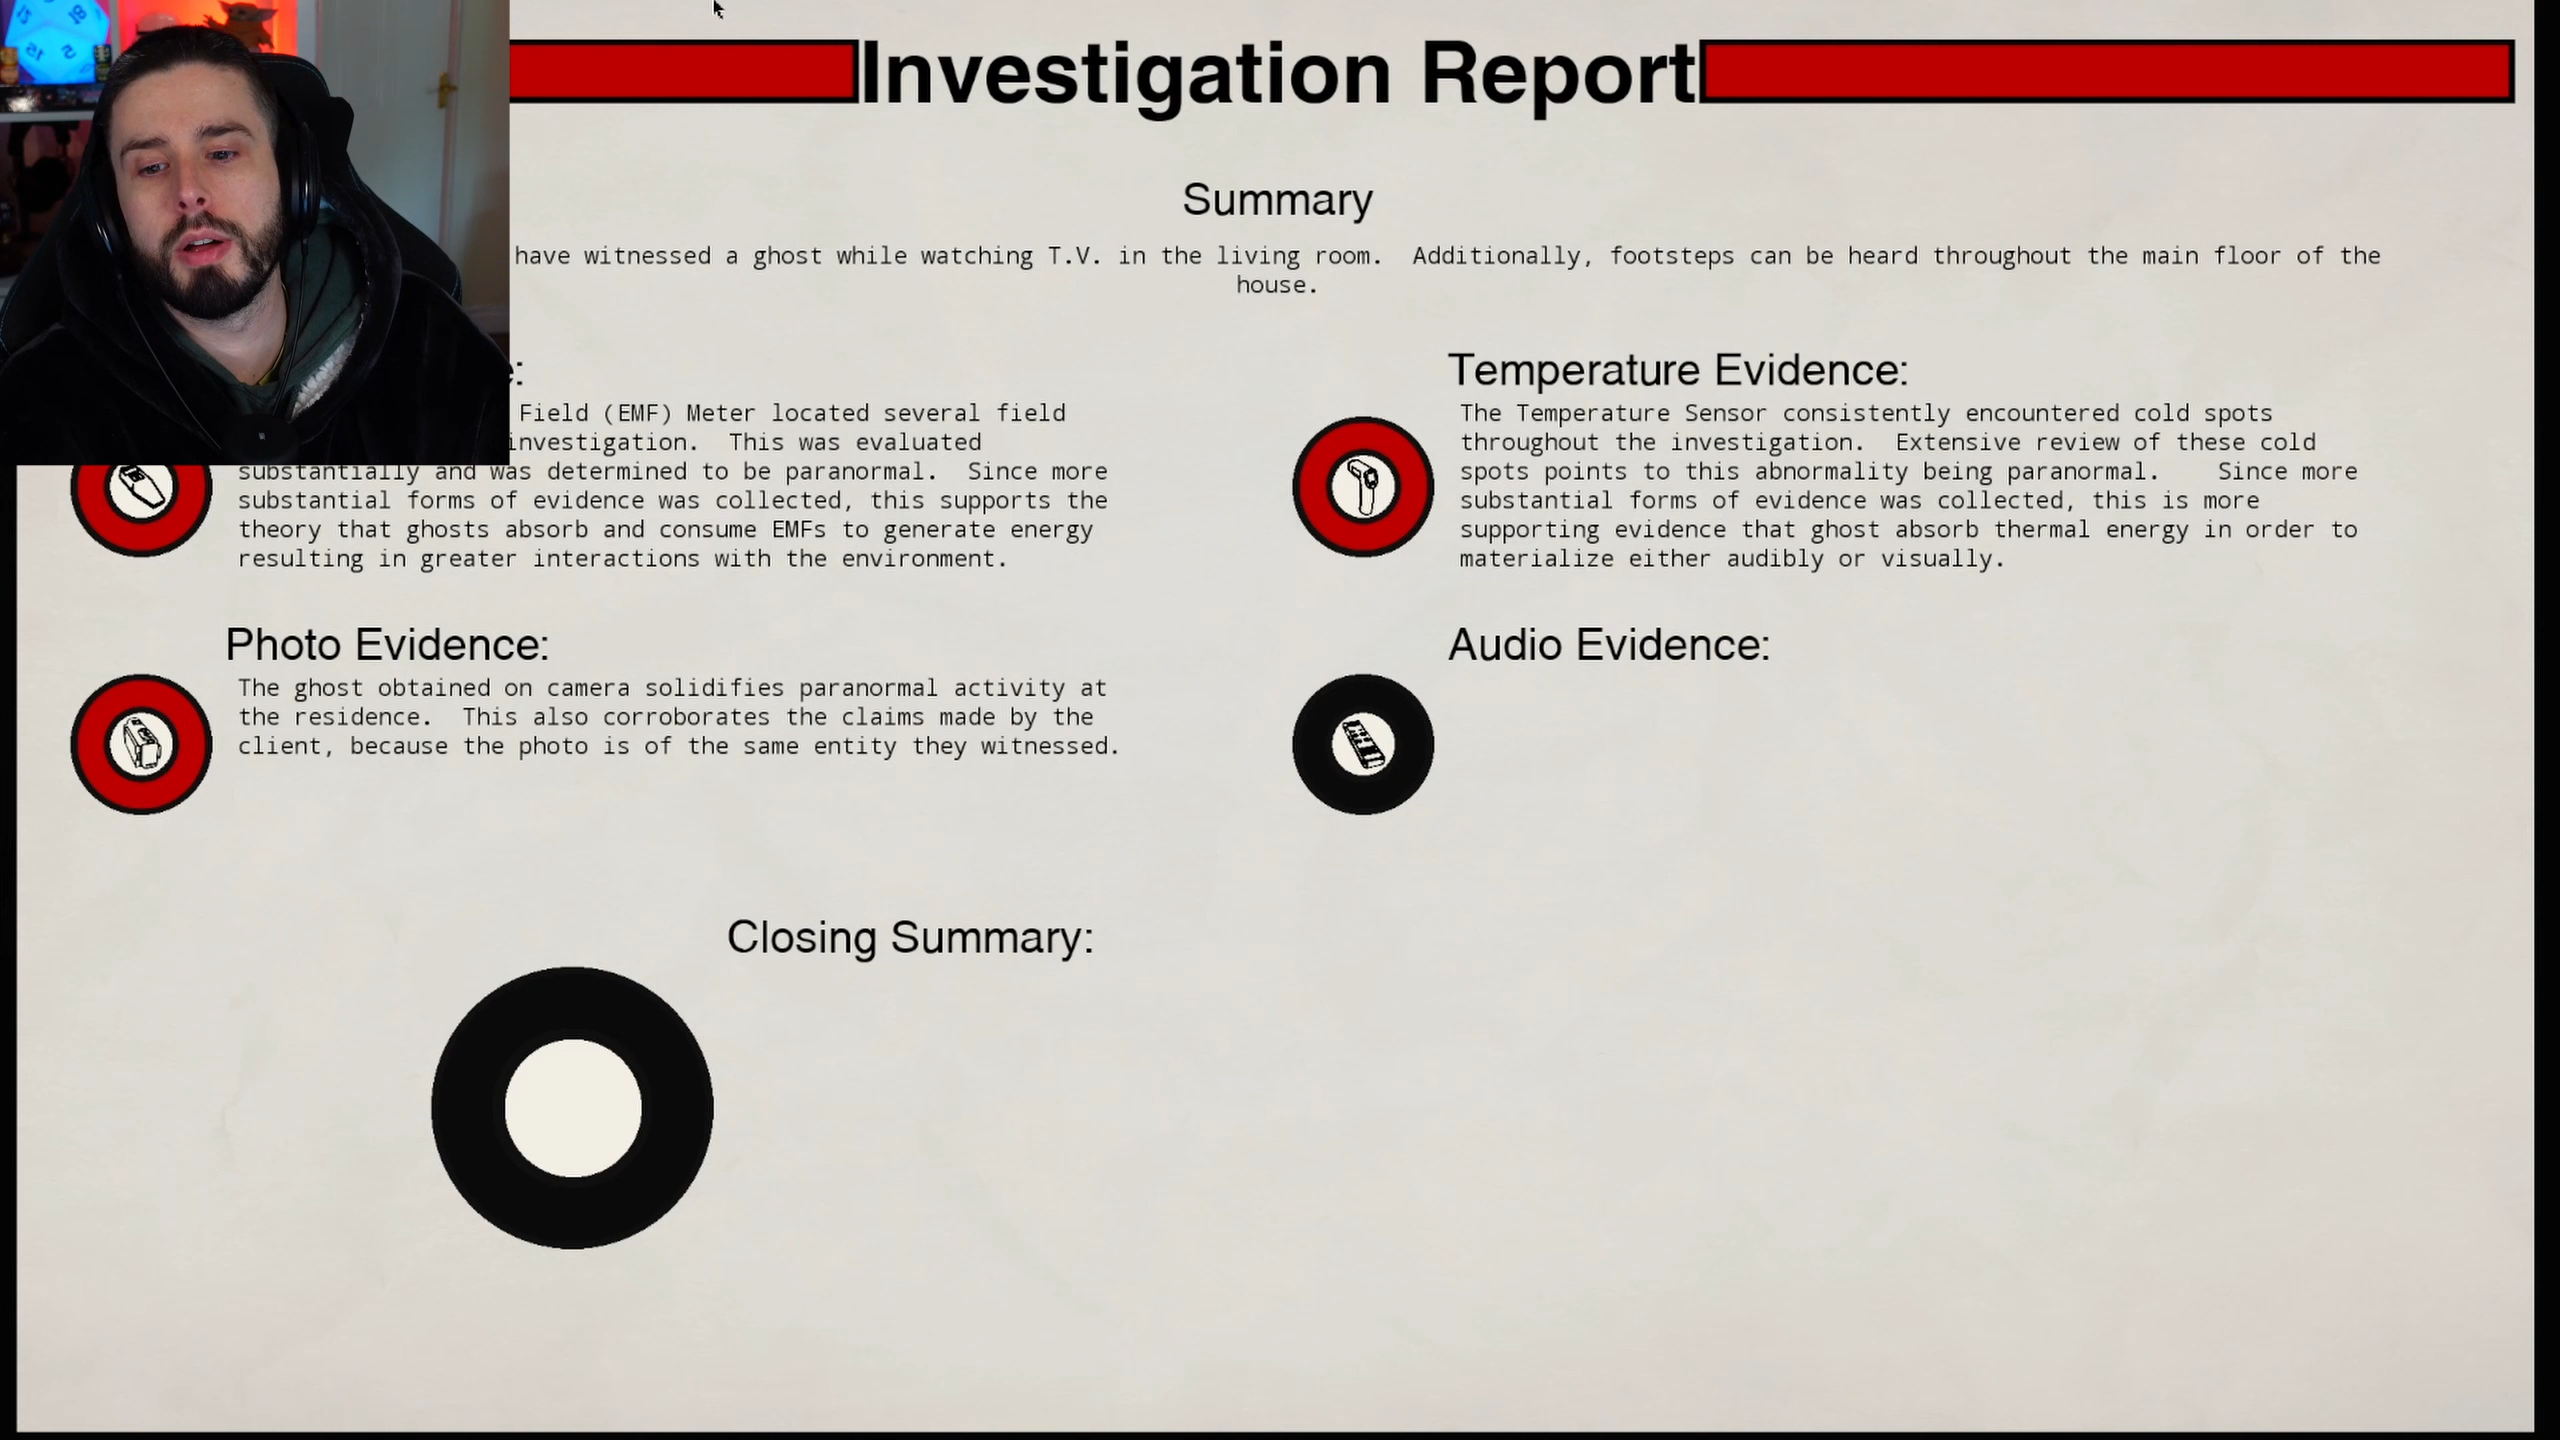 Investigation Report
Summary
have witnessed a ghost while watching T.V. in the living room. Additionally, footsteps can be heard throughout the main floor of the
house.
Field (EMF) Meter located several field
investigation. This was evaluated
substantially and was determined to be paranormal. Since more
substantial forms of evidence was collected, this supports the
theory that ghosts absorb and consume EMFs to generate energy
resulting in greater interactions with the environment.
Temperature Evidence:
The Temperature Sensor consistently encountered cold spots
throughout the investigation. Extensive review of these cold
spots points to this abnormality being paranormal. Since more
substantial forms of evidence was collected, this is more
supporting evidence that ghost absorb thermal energy in order to
materialize either audibly or visually.
Photo Evidence:
The ghost obtained on camera solidifies paranormal activity at
the residence. This also corroborates the claims made by the
client, because the photo is of the same entity they witnessed.
Audio Evidence:
Closing Summary: